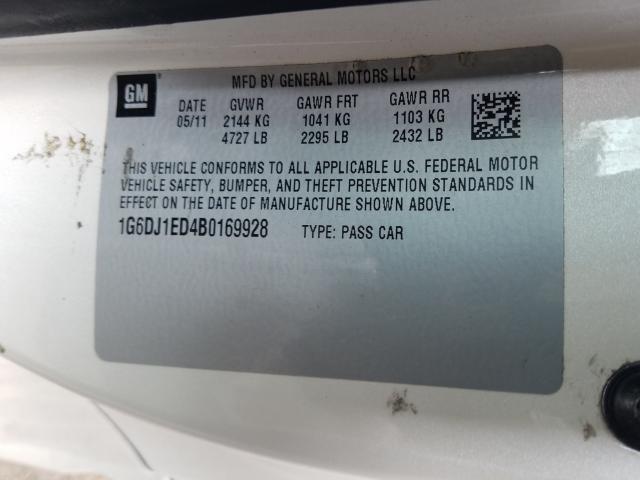 MFD BY GENERAL MOTORS LLC
GM
DATE GVWR GAWR FRT GAWR RR
05/11 2144 KG 1041 KG 1103 KG
4727 LB 2295 LB 2432 LB
THIS VEHICLE CONFORMS TO ALL APPLICABLE U.S. FEDERAL MOTOR
VEHICLE SAFETY, BUMPER, AND THEFT PREVENTION STANDARDS IN
EFFECT ON THE DATE OF MANUFACTURE SHOWN ABOVE.
1G6DJ1ED4B0169928 TYPE: PASS CAR